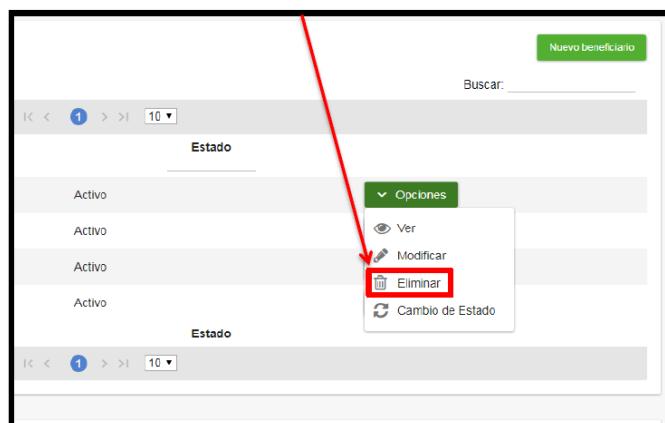 Nuevo beneficiario
Buscar:
1 10
Estado
Activo Opciones
Activo Ver
Modificar
Activo Eliminar
Activo Cambio de Estado
Estado
1 10